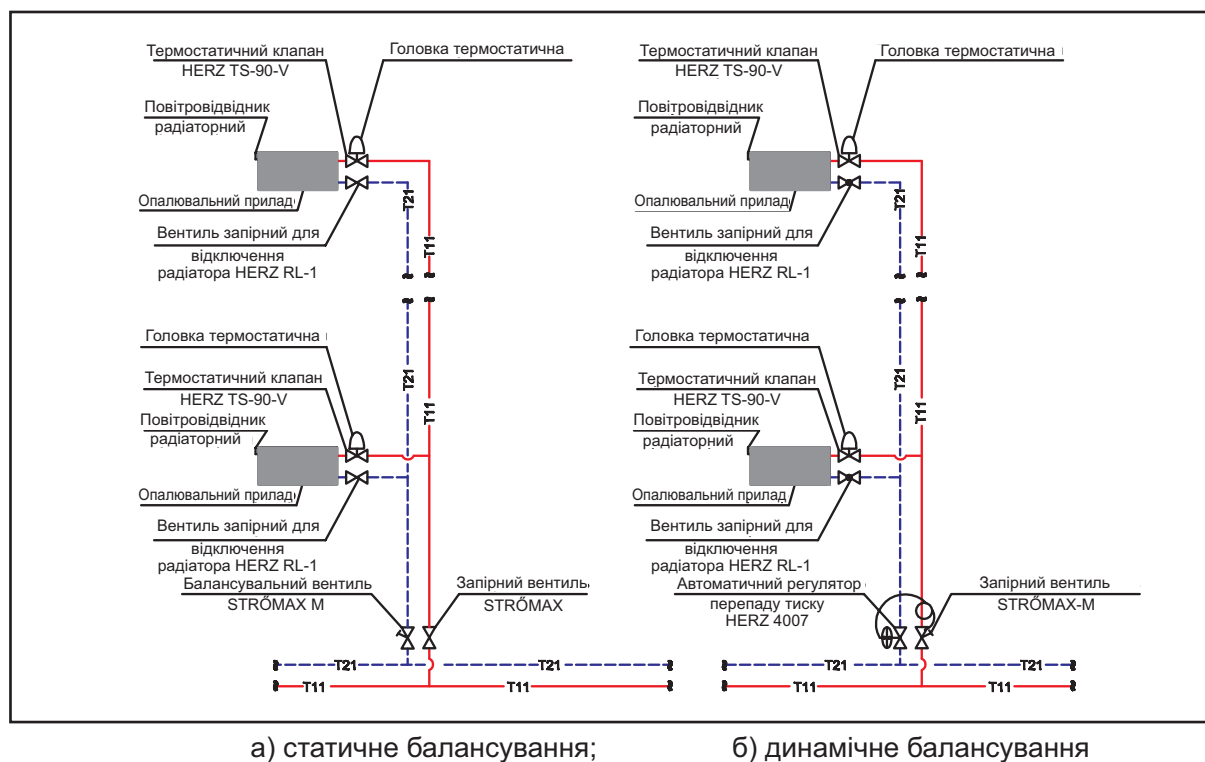 Термостатичний клапан
HERZ TS-90-V
Головка термостатична
Повітровідвідник
радіаторний
Опалювальний прилад
Вентиль запірний для
відключення
радіатора HERZ RL-1
T21
T11
Головка термостатична
T21
Термостатичний клапан
HERZ TS-90-V
T11
Повітровідвідник
радіаторний
Опалювальний прилад
Вентиль запірний для
відключення
радіатора HERZ RL-1
Балансувальний вентиль
STRŐMAX M
Запірний вентиль
STRŐMAX
T21
T21
T11
T11
Термостатичний клапан
HERZ TS-90-V
Головка термостатична
Повітровідвідник
радіаторний
Опалювальний прилад
Вентиль запірний для
відключення
радіатора HERZ RL-1
T21
T11
Головка термостатична
T21
Термостатичний клапан
HERZ TS-90-V
T11
Повітровідвідник
радіаторний
Опалювальний прилад
Вентиль запірний для
відключення
радіатора HERZ RL-1
Автоматичний регулятор
перепаду тиску
HERZ 4007
Запірний вентиль
STRŐMAX-M
T21
T21
T11
T11
а) статичне балансування;
б) динамічне балансування